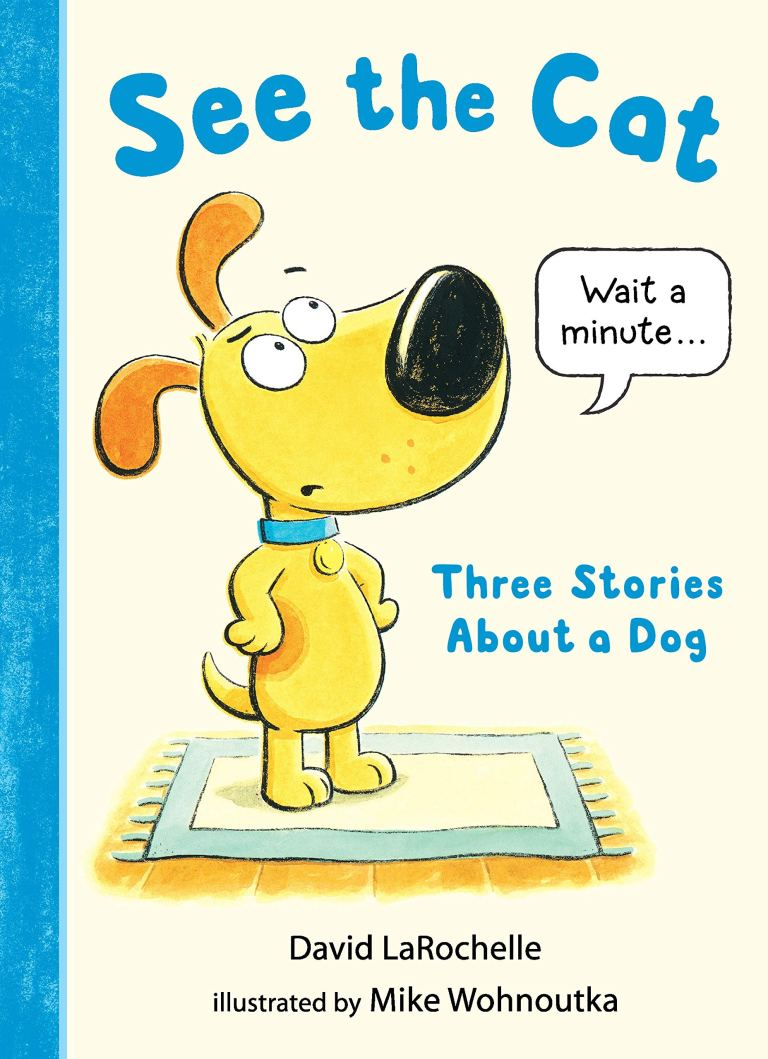 See the Cat
Wait a
minute...
Three Stories
About a Dog
David LaRochelle
illustrated by Mike Wohnoutka